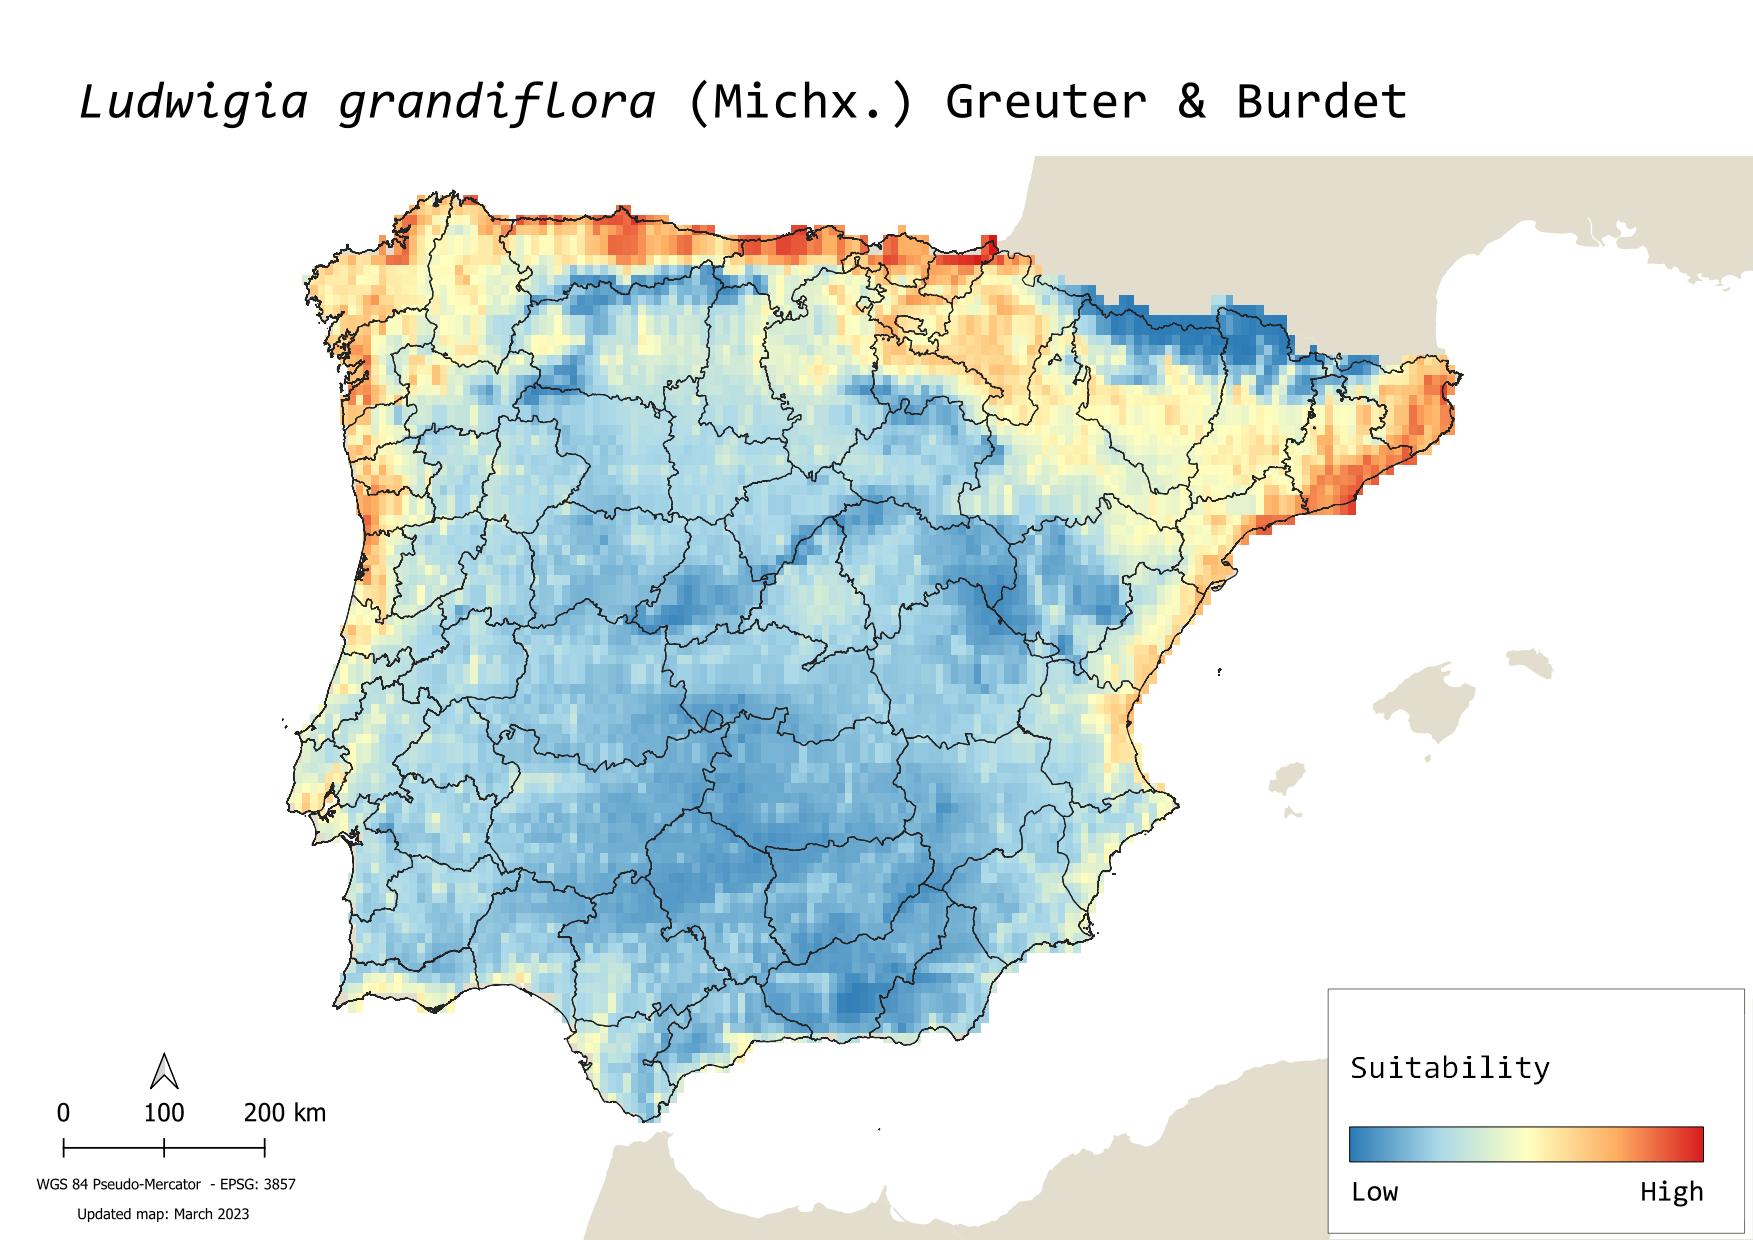 Ludwigia grandiflora (Michx.) Greuter & Burdet
0 100 200 km
WGS 84 Pseudo-Mercator - EPSG: 3857
Updated map: March 2023
Suitability
Low High